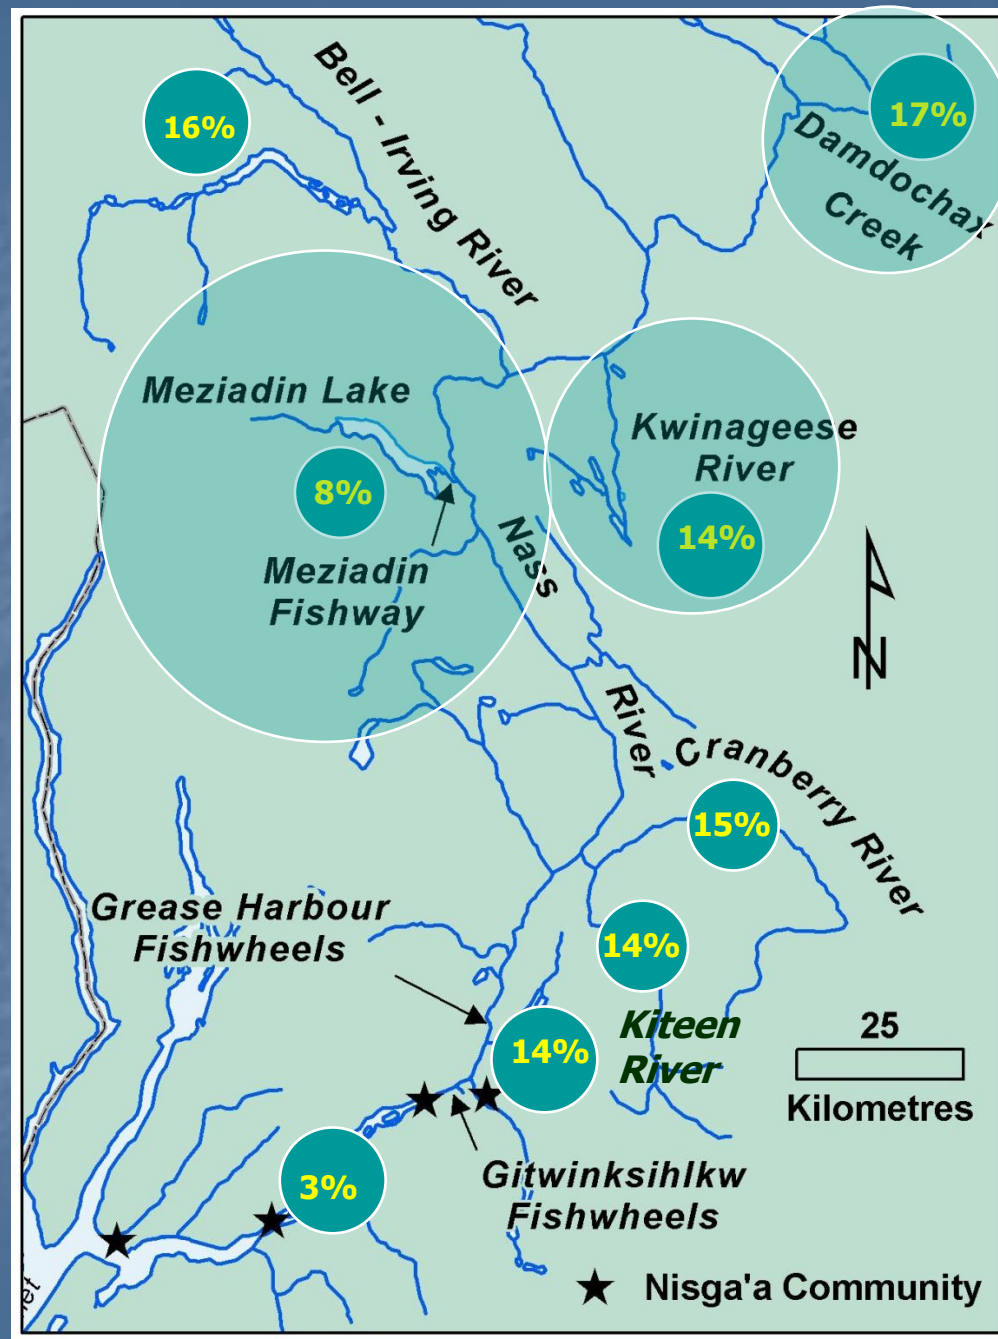 Bell - Irving River
16%
17%
Damdochax
Creek
Meziadin Lake
Kwinageese
River
8%
14%
Meziadin
Fishway
Nass
River
N
Cranberry River
15%
Grease Harbour
Fishwheels
14%
Kiteen
River
14%
25
Kilometres
3%
Gitwinksihlkw
Fishwheels
★ Nisga'a Community